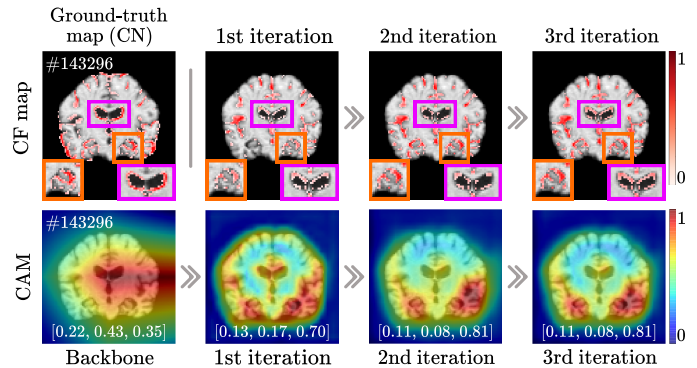 Ground-truth
map (CN)
1st iteration
2nd iteration
3rd iteration
CF map
#143296
1
0
CAM
#143296
1
0
[0.22, 0.43, 0.35]
[0.13, 0.17, 0.70]
[0.11, 0.08, 0.81]
[0.11, 0.08, 0.81]
Backbone
1st iteration
2nd iteration
3rd iteration